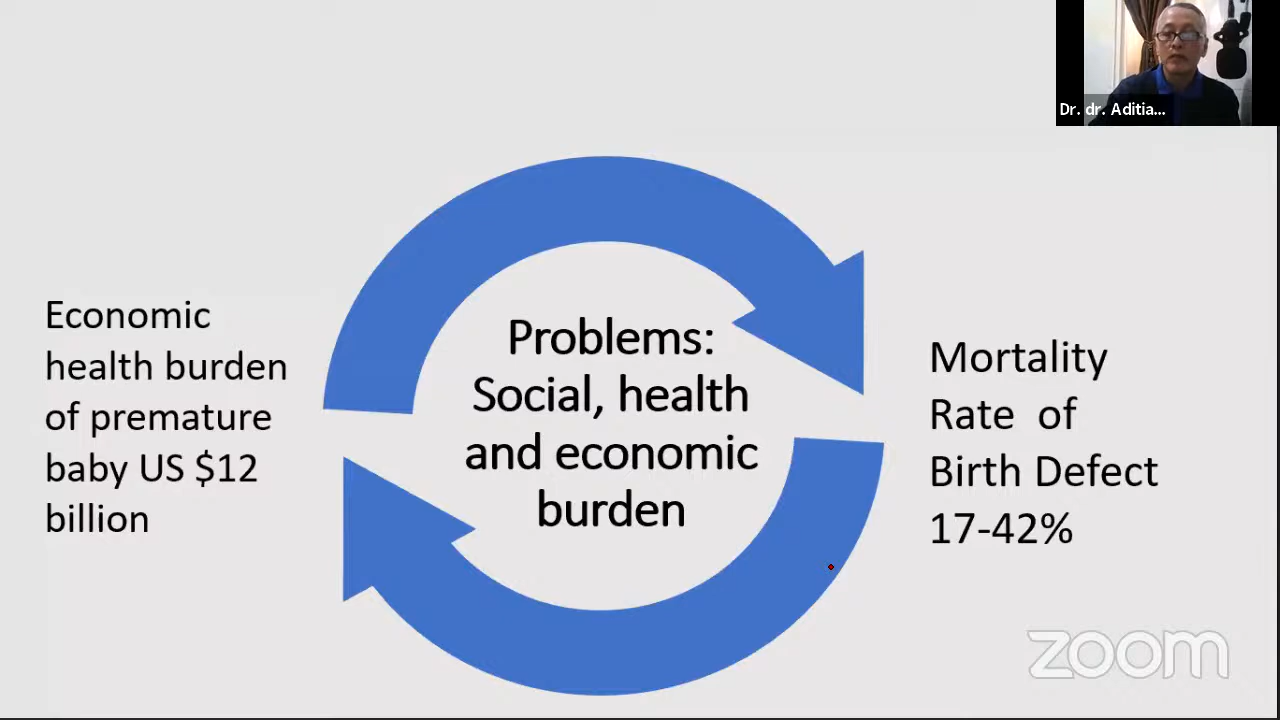 Dr. dr. Aditia...
Economic
health burden
of premature
baby US $12
billion
Problems:
Social, health
and economic
burden
Mortality
Rate of
Birth Defect
17-42%
zoom